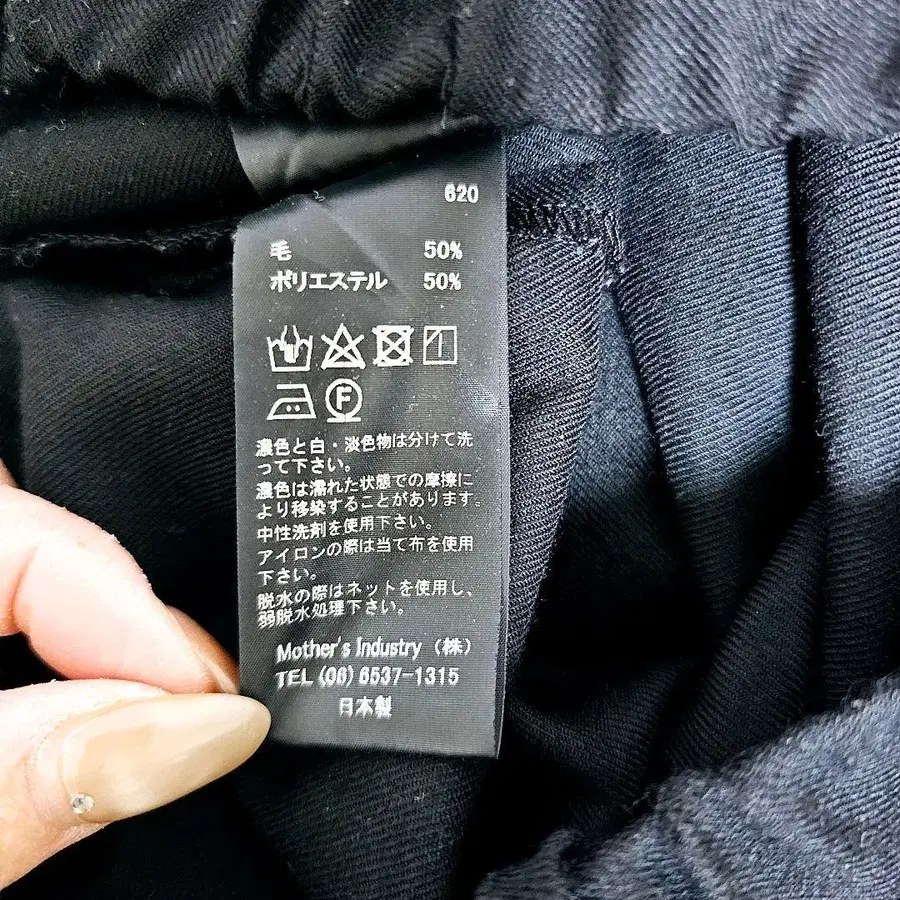 620
毛 50%
ポリエステル 50%
F
濃色と白・淡色物は分けて洗
って下さい。
濃色は濡れた状態での摩擦に
より移染することがあります。
中性洗剤を使用下さい。
アイロンの際は当て布を使用
下さい。
脱水の際はネットを使用し、
弱脱水処理下さい。
Mother's Industry (株)
TEL (06) 6537-1315
日本製